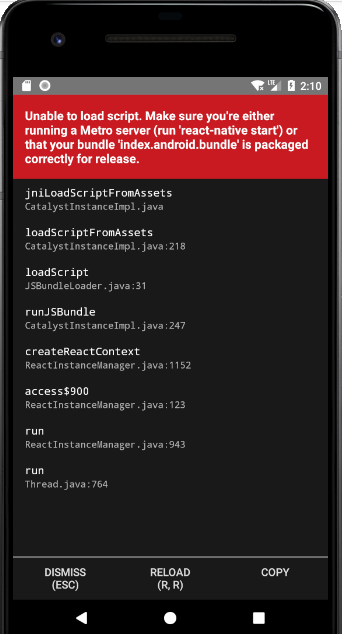 LTE 2:10
Unable to load script. Make sure you're either
running a Metro server (run 'react-native start') or
that your bundle 'index.android.bundle' is packaged
correctly for release.
jniLoadScriptFromAssets
CatalystInstanceImpl.java
loadScriptFromAssets
CatalystInstanceImpl.java:218
loadScript
JSBundleLoader.java:31
runJSBundle
CatalystInstanceImpl.java:247
createReactContext
ReactInstanceManager.java:1152
access$900
ReactInstanceManager.java:123
run
ReactInstanceManager.java:943
run
Thread.java:764
DISMISS RELOAD COPY
(ESC) (R, R)